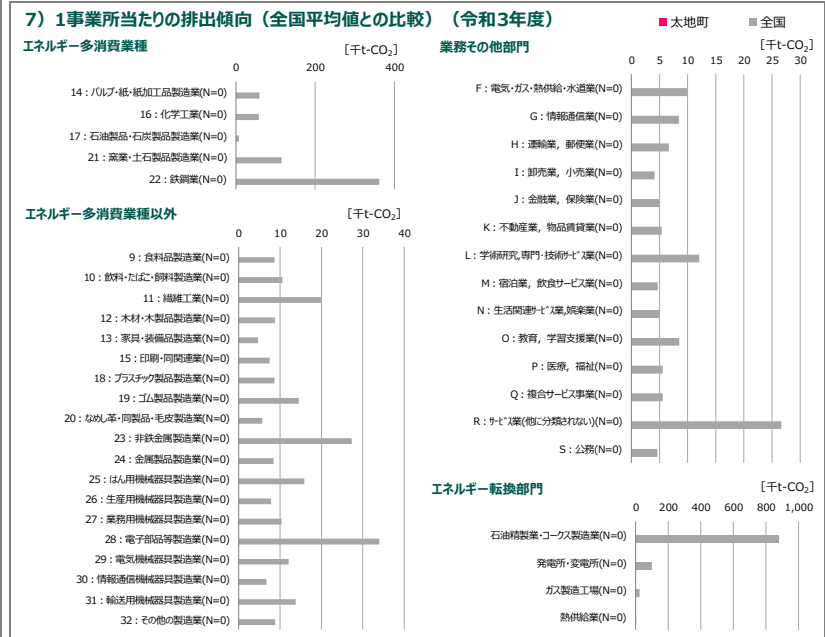 7）1事業所当たりの排出傾向（全国平均値との比較）（令和3年度）
■太地町 ■全国
エネルギー多消費業種
[千t-CO₂]
0 200 400
14：パルプ・紙・紙加工品製造業(N=0)
16：化学工業(N=0)
17：石油製品・石炭製品製造業(N=0)
21：窯業・土石製品製造業(N=0)
22：鉄鋼業(N=0)
エネルギー多消費業種以外
[千t-CO₂]
0 10 20 30 40
9：食料品製造業(N=0)
10：飲料・たばこ・飼料製造業(N=0)
11：繊維工業(N=0)
12：木材・木製品製造業(N=0)
13：家具・装備品製造業(N=0)
15：印刷・同関連業(N=0)
18：プラスチック製品製造業(N=0)
19：ゴム製品製造業(N=0)
20：なめし革・同製品・毛皮製造業(N=0)
23：非鉄金属製造業(N=0)
24：金属製品製造業(N=0)
25：はん用機械器具製造業(N=0)
26：生産用機械器具製造業(N=0)
27：業務用機械器具製造業(N=0)
28：電子部品等製造業(N=0)
29：電気機械器具製造業(N=0)
30：情報通信機械器具製造業(N=0)
31：輸送用機械器具製造業(N=0)
32：その他の製造業(N=0)
業務その他部門
[千t-CO₂]
0 5 10 15 20 25 30
F：電気・ガス・熱供給・水道業(N=0)
G：情報通信業(N=0)
H：運輸業，郵便業(N=0)
I：卸売業，小売業(N=0)
J：金融業，保険業(N=0)
K：不動産業，物品賃貸業(N=0)
L：学術研究,専門・技術ｻｰﾋﾞｽ業(N=0)
M：宿泊業，飲食サービス業(N=0)
N：生活関連ｻｰﾋﾞｽ業,娯楽業(N=0)
O：教育，学習支援業(N=0)
P：医療，福祉(N=0)
Q：複合サービス事業(N=0)
R：ｻｰﾋﾞｽ業(他に分類されない)(N=0)
S：公務(N=0)
エネルギー転換部門
[千t-CO₂]
0 200 400 600 800 1,000
石油精製業・コークス製造業(N=0)
発電所・変電所(N=0)
ガス製造工場(N=0)
熱供給業(N=0)